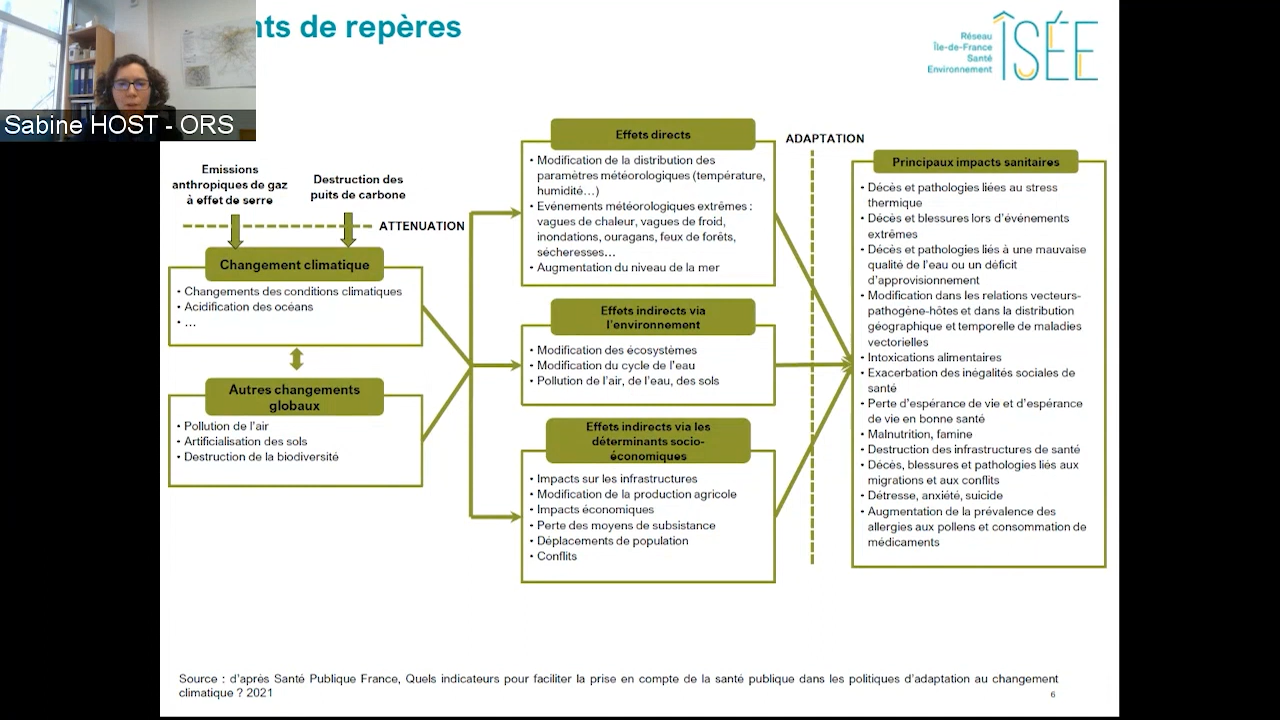 nts de repères
Réseau
Île-de-France
Santé
Environnement
ÎSÉE
Sabine HOST - ORS
Emissions
anthropiques de gaz
à effet de serre
Destruction des
puits de carbone
ATTENUATION
Changement climatique
• Changements des conditions climatiques
• Acidification des océans
• ...
Autres changements
globaux
• Pollution de l'air
• Artificialisation des sols
• Destruction de la biodiversité
Effets directs
• Modification de la distribution des
paramètres météorologiques (température,
humidité…)
• Evénements météorologiques extrêmes :
vagues de chaleur, vagues de froid,
inondations, ouragans, feux de forêts,
sécheresses…
• Augmentation du niveau de la mer
Effets indirects via
l'environnement
• Modification des écosystèmes
• Modification du cycle de l'eau
• Pollution de l'air, de l'eau, des sols
Effets indirects via les
déterminants socio-
économiques
• Impacts sur les infrastructures
• Modification de la production agricole
• Impacts économiques
• Perte des moyens de subsistance
• Déplacements de population
• Conflits
ADAPTATION
Principaux impacts sanitaires
• Décès et pathologies liées au stress
thermique
• Décès et blessures lors d'événements
extrêmes
• Décès et pathologies liés à une mauvaise
qualité de l'eau ou un déficit
d'approvisionnement
• Modification dans les relations vecteurs-
pathogène-hôtes et dans la distribution
géographique et temporelle de maladies
vectorielles
• Intoxications alimentaires
• Exacerbation des inégalités sociales de
santé
• Perte d'espérance de vie et d'espérance
de vie en bonne santé
• Malnutrition, famine
• Destruction des infrastructures de santé
• Décès, blessures et pathologies liés aux
migrations et aux conflits
• Détresse, anxiété, suicide
• Augmentation de la prévalence des
allergies aux pollens et consommation de
médicaments
Source : d'après Santé Publique France, Quels indicateurs pour faciliter la prise en compte de la santé publique dans les politiques d'adaptation au changement
climatique ? 2021
6